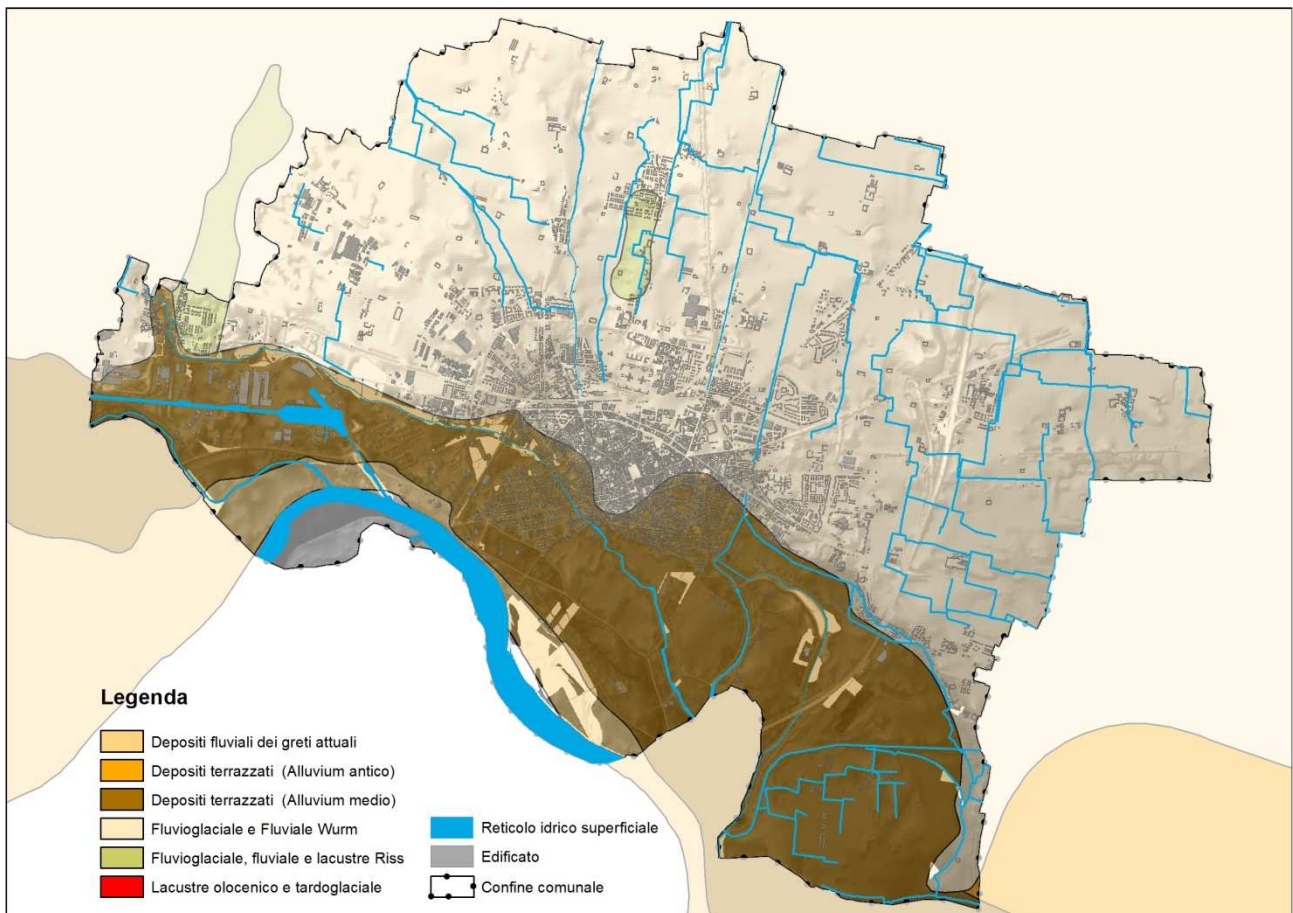 Legenda
Depositi fluviali dei greti attuali
Depositi terrazzati (Alluvium antico)
Depositi terrazzati (Alluvium medio)
Fluvioglaciale e Fluviale Wurm
Fluvioglaciale, fluviale e lacustre Riss
Lacustre olocenico e tardoglaciale
Reticolo idrico superficiale
Edificato
Confine comunale